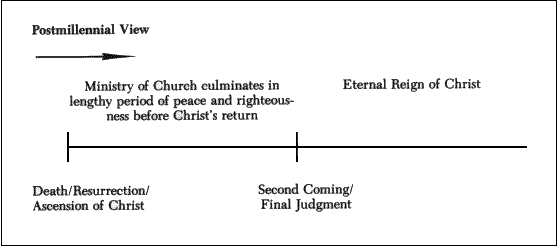 Postmillennial View
Ministry of Church culminates in
lengthy period of peace and righteous-
ness before Christ's return
Eternal Reign of Christ
Death/Resurrection/
Ascension of Christ
Second Coming/
Final Judgment